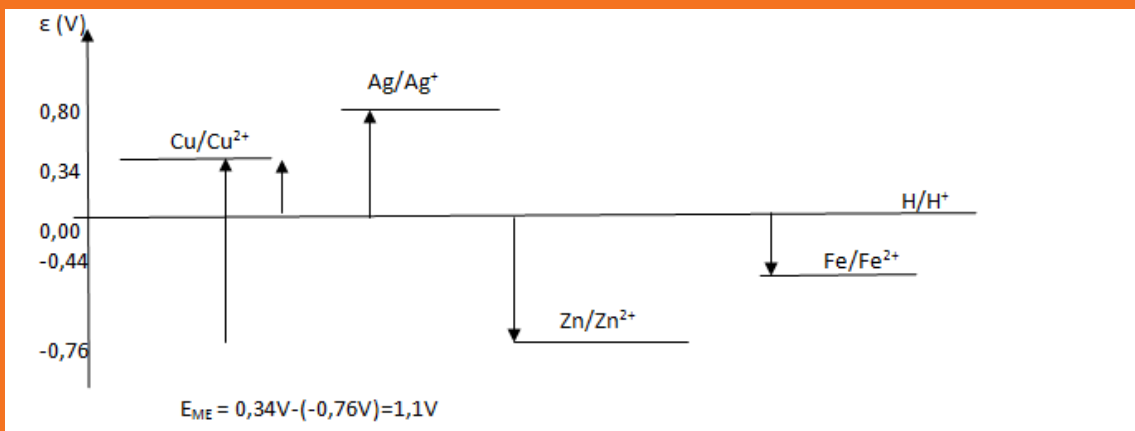 ε (V)
Ag/Ag⁺
0,80
Cu/Cu²⁺
0,34
H/H⁺
0,00
-0,44
Fe/Fe²⁺
Zn/Zn²⁺
-0,76
E_ME = 0,34V-(-0,76V)=1,1V